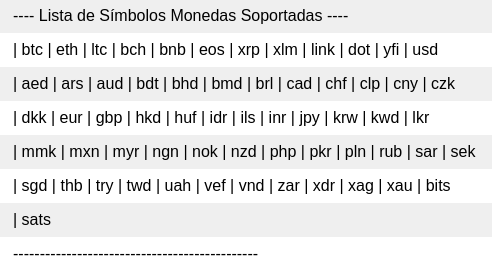 ---- Lista de Símbolos Monedas Soportadas ----
| btc | eth | ltc | bch | bnb | eos | xrp | xlm | link | dot | yfi | usd
| aed | ars | aud | bdt | bhd | bmd | brl | cad | chf | clp | cny | czk
| dkk | eur | gbp | hkd | huf | idr | ils | inr | jpy | krw | kwd | lkr
| mmk | mxn | myr | ngn | nok | nzd | php | pkr | pln | rub | sar | sek
| sgd | thb | try | twd | uah | vef | vnd | zar | xdr | xag | xau | bits
| sats
----------------------------------------------